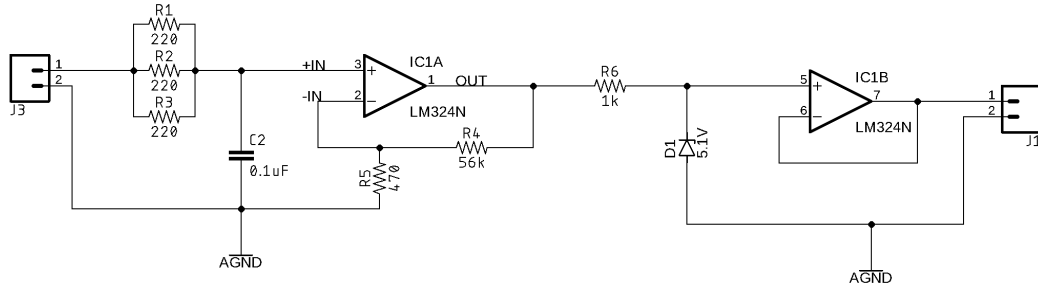 R1
220
R2
220
R3
220
1
2
J3
C2
0.1uF
AGND
+IN
-IN
3
2
1
IC1A
LM324N
OUT
R4
56k
R5
470
R6
1k
D1
5.1V
5
6
7
IC1B
LM324N
AGND
1
2
J1